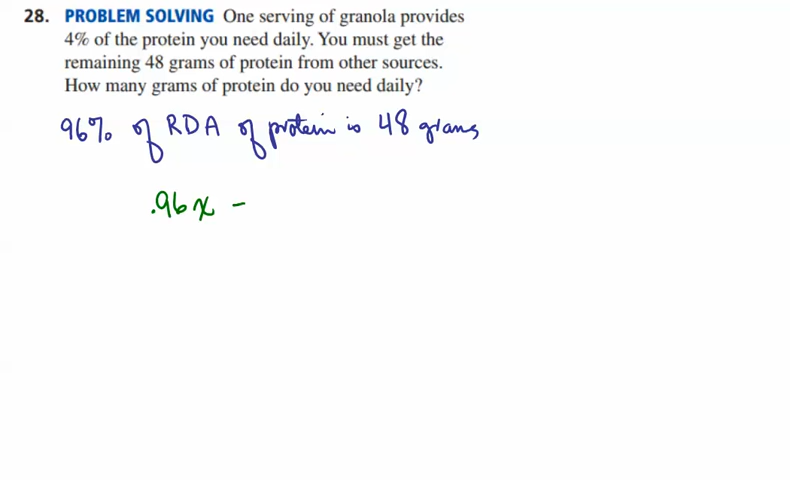 28. PROBLEM SOLVING One serving of granola provides
4% of the protein you need daily. You must get the
remaining 48 grams of protein from other sources.
How many grams of protein do you need daily?
96% of RDA of protein is 48 grams
.96x –